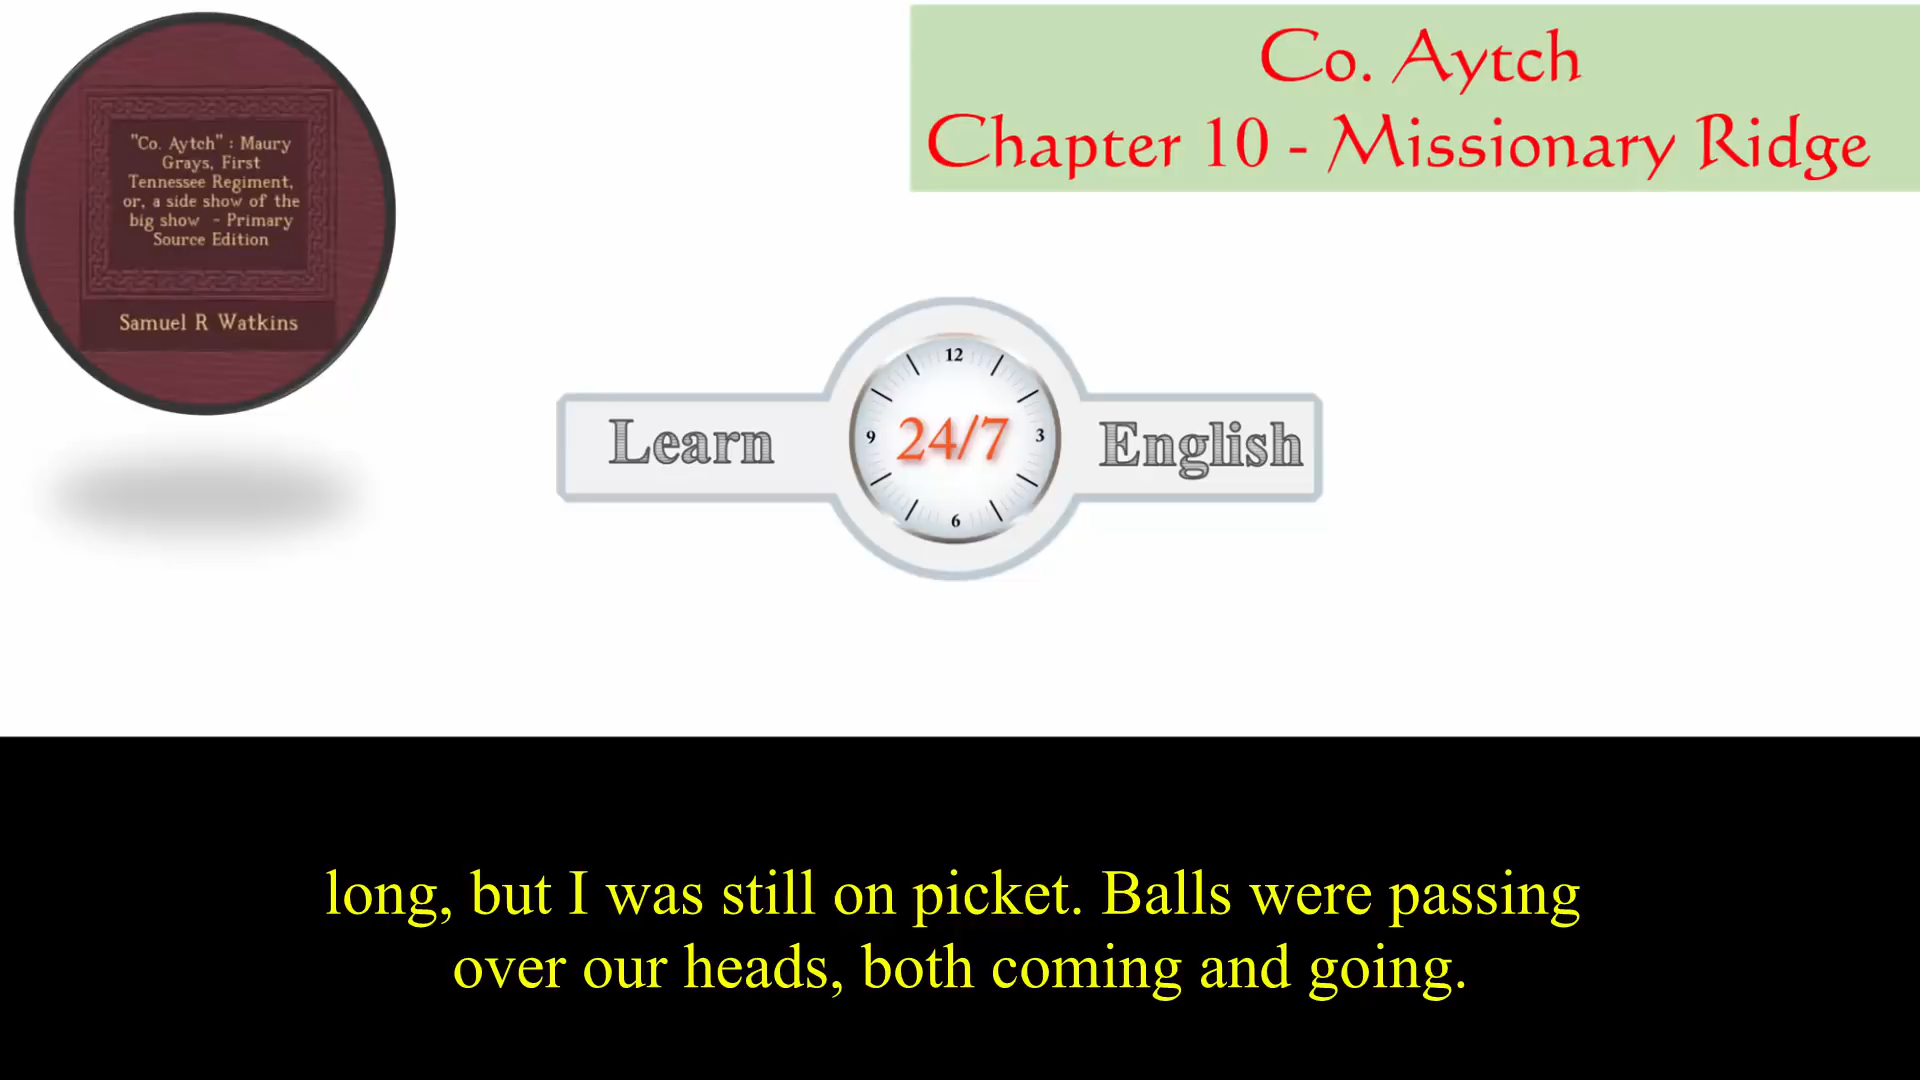 "Co. Aytch" : Maury
Grays, First
Tennessee Regiment,
or, a side show of the
big show - Primary
Source Edition
Samuel R Watkins
Co. Aytch
Chapter 10 - Missionary Ridge
12
Learn
9
24/7
3
English
6
long, but I was still on picket. Balls were passing
over our heads, both coming and going.